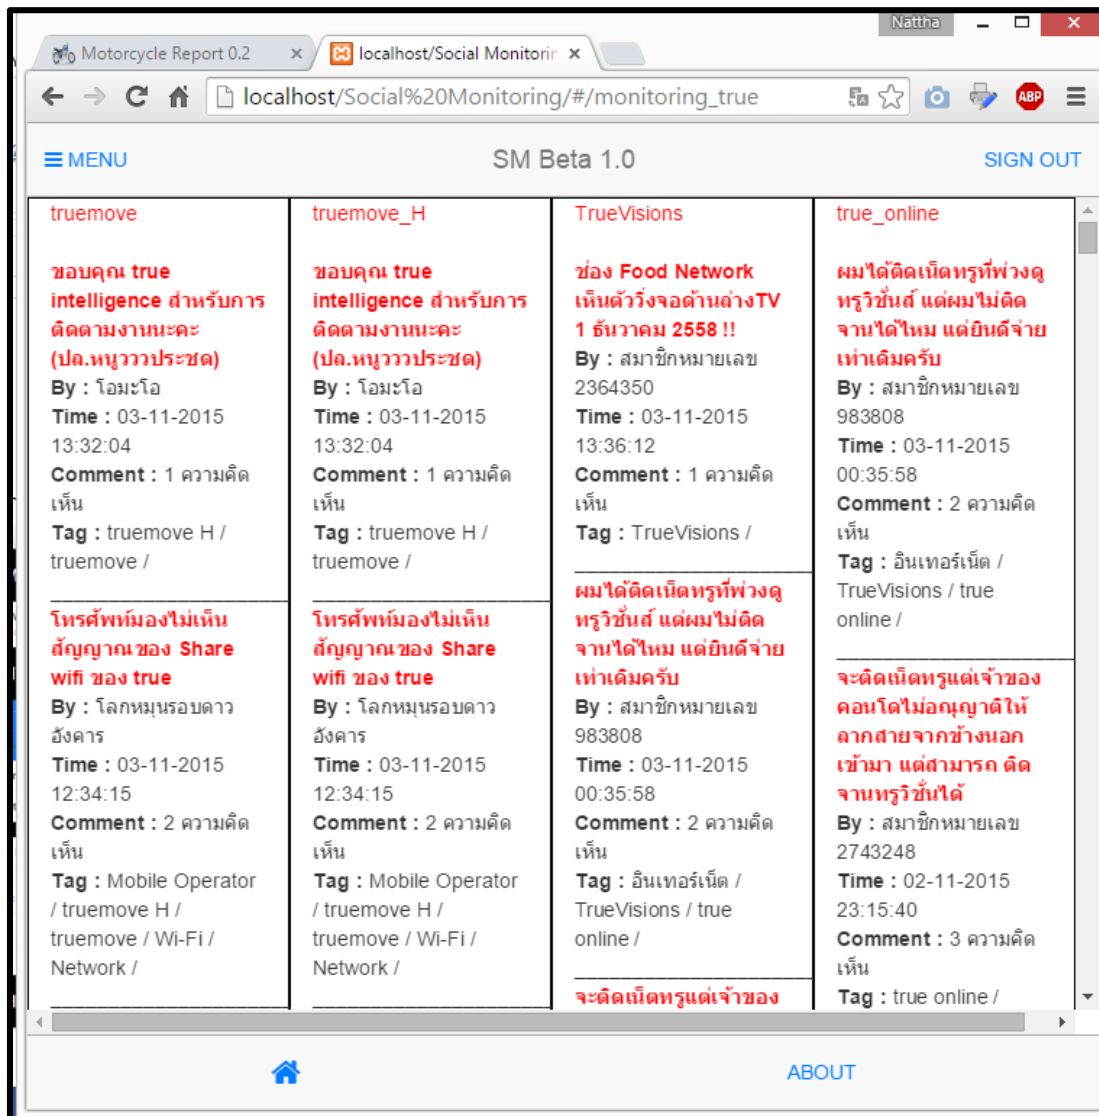 Nattha
Motorcycle Report 0.2
localhost/Social Monitorir
localhost/Social%20Monitoring/#/monitoring_true
ABP
MENU
SM Beta 1.0
SIGN OUT
truemove
ขอบคุณ true
intelligence สำหรับการ
ติดตามงานนะคะ
(ปล.หนูวววประชด)
By : โอมะโอ
Time : 03-11-2015
13:32:04
Comment : 1 ความคิด
เห็น
Tag : truemove H /
truemove /
โทรศัพท์มองไม่เห็น
สัญญาณของ Share
wifi ของ true
By : โลกหมุนรอบดาว
อังคาร
Time : 03-11-2015
12:34:15
Comment : 2 ความคิด
เห็น
Tag : Mobile Operator
/ truemove H /
truemove / Wi-Fi /
Network /
truemove_H
ขอบคุณ true
intelligence สำหรับการ
ติดตามงานนะคะ
(ปล.หนูวววประชด)
By : โอมะโอ
Time : 03-11-2015
13:32:04
Comment : 1 ความคิด
เห็น
Tag : truemove H /
truemove /
โทรศัพท์มองไม่เห็น
สัญญาณของ Share
wifi ของ true
By : โลกหมุนรอบดาว
อังคาร
Time : 03-11-2015
12:34:15
Comment : 2 ความคิด
เห็น
Tag : Mobile Operator
/ truemove H /
truemove / Wi-Fi /
Network /
TrueVisions
ช่อง Food Network
เห็นตัววิ่งจอด้านล่างTV
1 ธันวาคม 2558 !!
By : สมาชิกหมายเลข
2364350
Time : 03-11-2015
13:36:12
Comment : 1 ความคิด
เห็น
Tag : TrueVisions /
ผมได้ติดเน็ตทรูที่พ่วงดู
ทรูวิชั่นส์ แต่ผมไม่ติด
จานได้ไหม แต่ยินดีจ่าย
เท่าเดิมครับ
By : สมาชิกหมายเลข
983808
Time : 03-11-2015
00:35:58
Comment : 2 ความคิด
เห็น
Tag : อินเทอร์เน็ต /
TrueVisions / true
online /
จะติดเน็ตทรูแต่เจ้าของ
true_online
ผมได้ติดเน็ตทรูที่พ่วงดู
ทรูวิชั่นส์ แต่ผมไม่ติด
จานได้ไหม แต่ยินดีจ่าย
เท่าเดิมครับ
By : สมาชิกหมายเลข
983808
Time : 03-11-2015
00:35:58
Comment : 2 ความคิด
เห็น
Tag : อินเทอร์เน็ต /
TrueVisions / true
online /
จะติดเน็ตทรูแต่เจ้าของ
คอนโดไม่อณุญาติให้
ลากสายจากข้างนอก
เข้ามา แต่สามารถ ติด
จานทรูวิชั่นได้
By : สมาชิกหมายเลข
2743248
Time : 02-11-2015
23:15:40
Comment : 3 ความคิด
เห็น
Tag : true online /
ABOUT